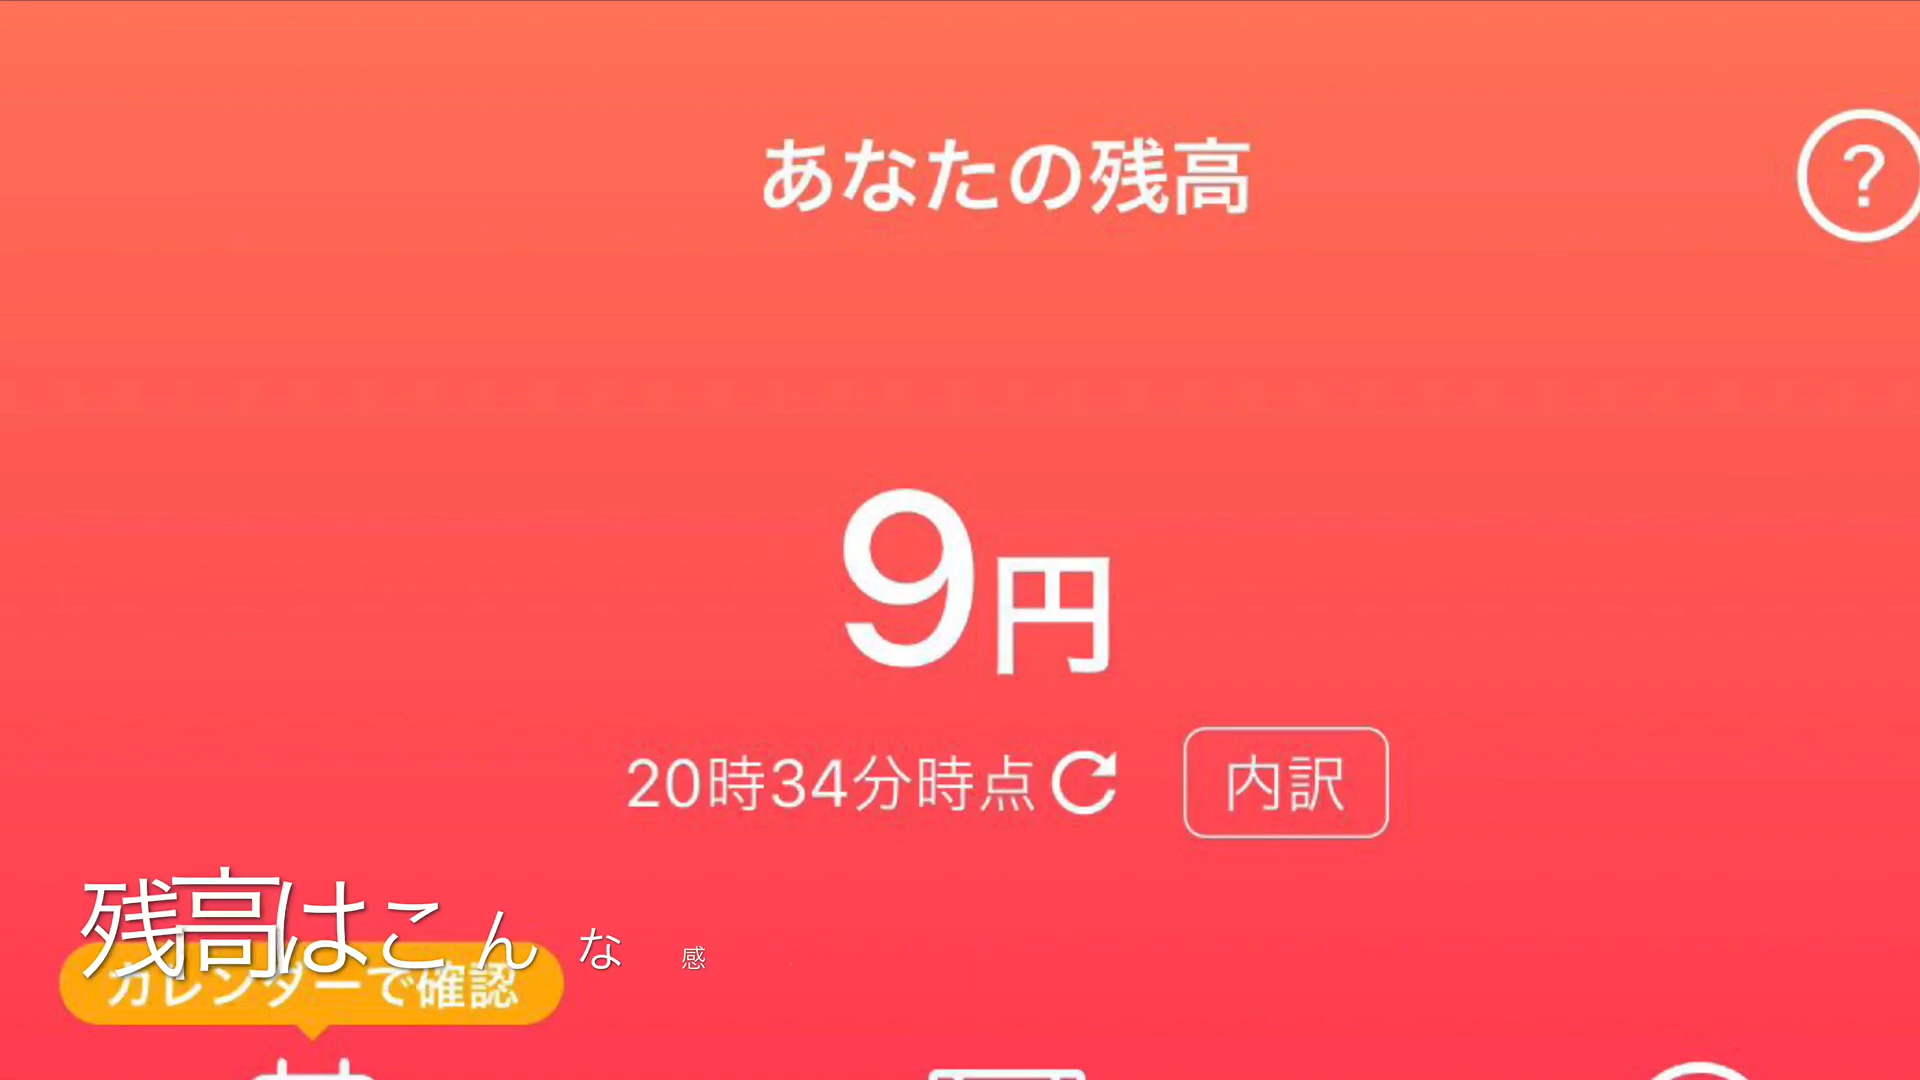 あなたの残高
?
9円
20時34分時点
内訳
残高はこんな感
カレンダーで確認